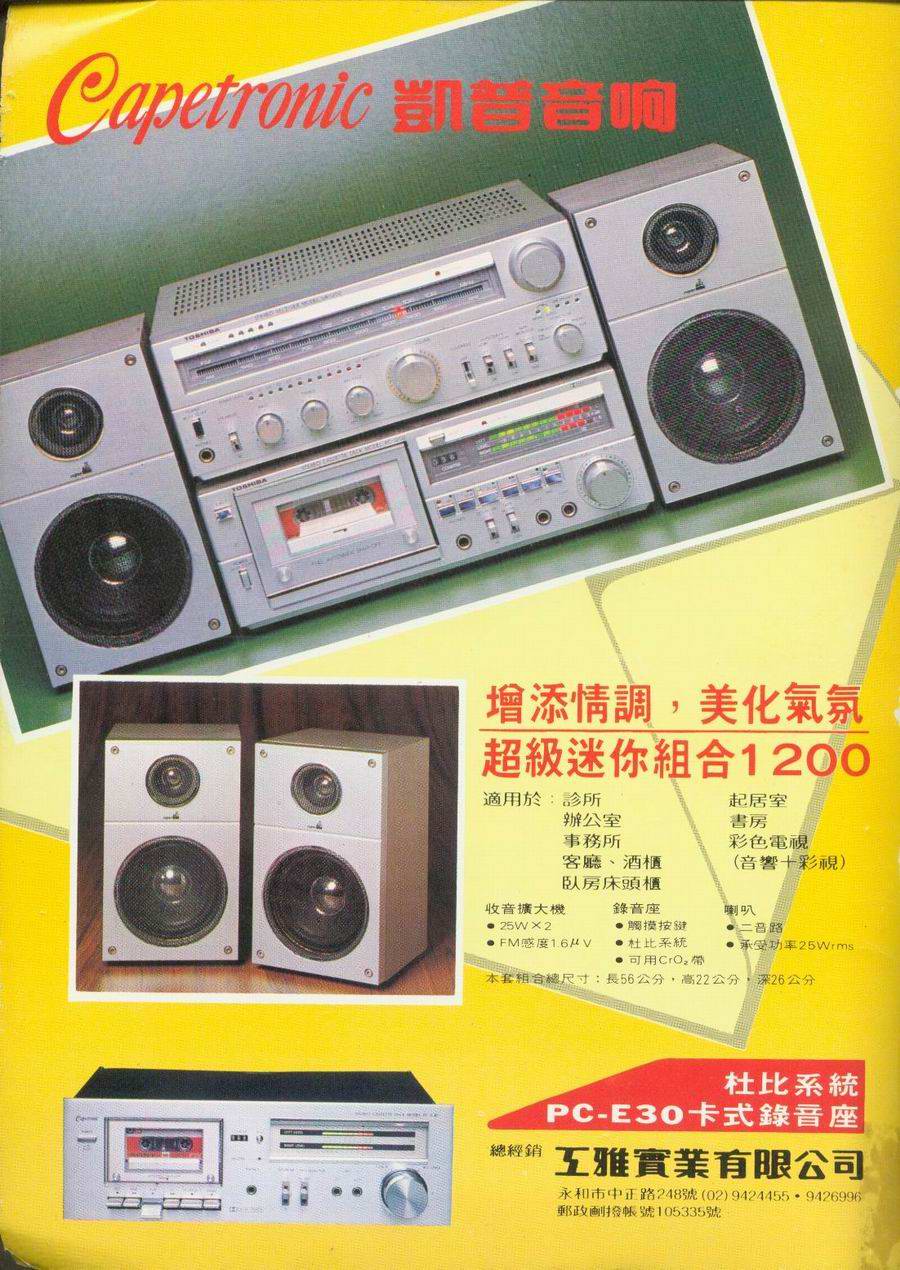 Capetronic 凱普音响
TOSHIBA
TOSHIBA
增添情調，美化氣氛
超級迷你組合1200
適用於：診所 起居室
辦公室 書房
事務所 彩色電視
客廳、酒櫃 (音響十彩視)
臥房床頭櫃
收音擴大機 錄音座 喇叭
●25W×2 ●觸摸按鍵 ●二音路
●FM感度1.6μV ●杜比系統 ●承受功率25Wrms
●可用CrO₂帶
本套組合總尺寸：長56公分，高22公分，深26公分
杜比系統
PC-E30卡式錄音座
總經銷 工雅實業有限公司
永和市中正路248號(02)9424455•9426996
郵政劃撥帳號105335號